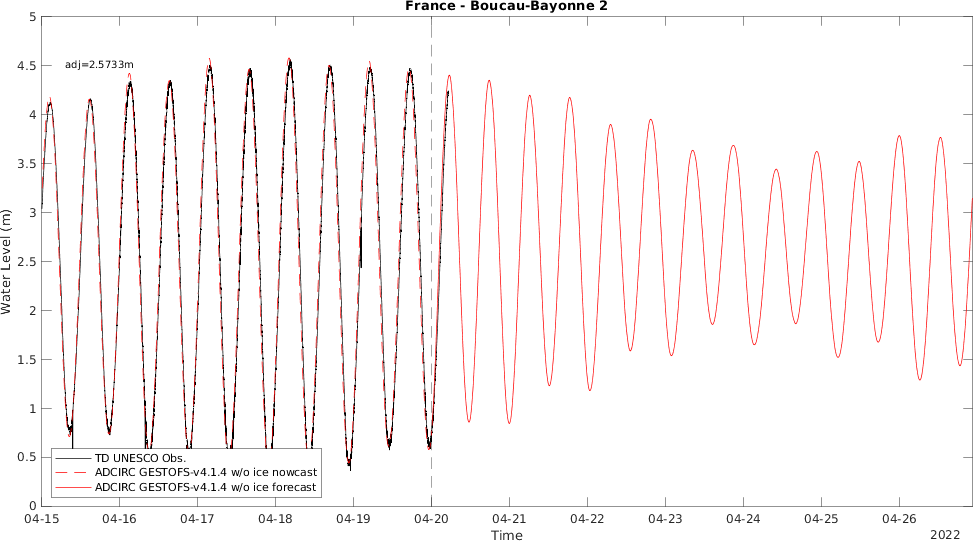 France - Boucau-Bayonne 2
adj=2.5733m
Water Level (m)
5
4.5
4
3.5
3
2.5
2
1.5
1
0.5
0
TD UNESCO Obs.
ADCIRC GESTOFS-v4.1.4 w/o ice nowcast
ADCIRC GESTOFS-v4.1.4 w/o ice forecast
04-15 04-16 04-17 04-18 04-19 04-20 04-21 04-22 04-23 04-24 04-25 04-26
Time
2022